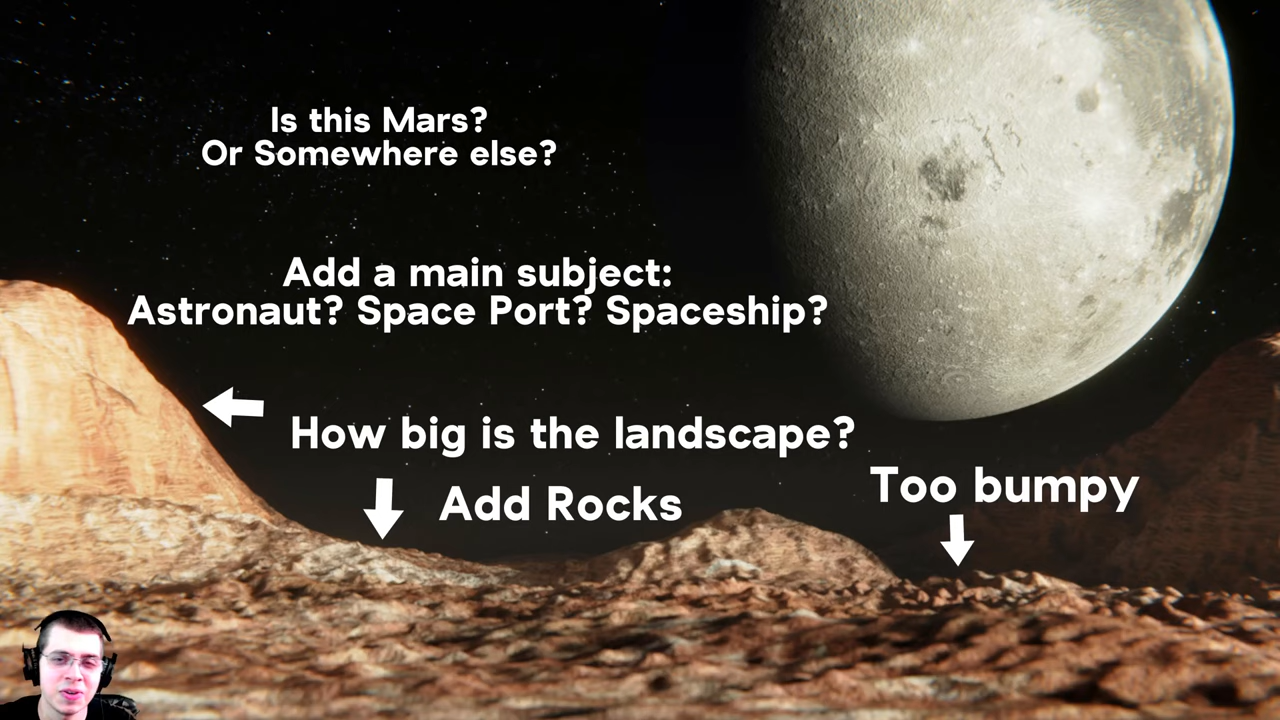 Is this Mars?
Or Somewhere else?
Add a main subject:
Astronaut? Space Port? Spaceship?
How big is the landscape?
Add Rocks
Too bumpy